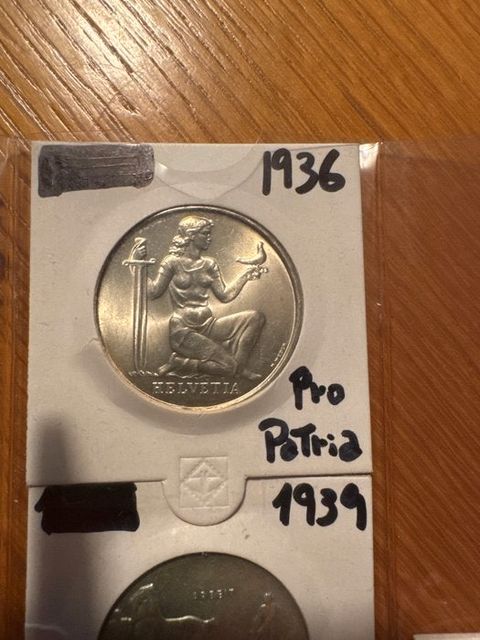 1936
HELVETIA
Pro
PaTria
1939